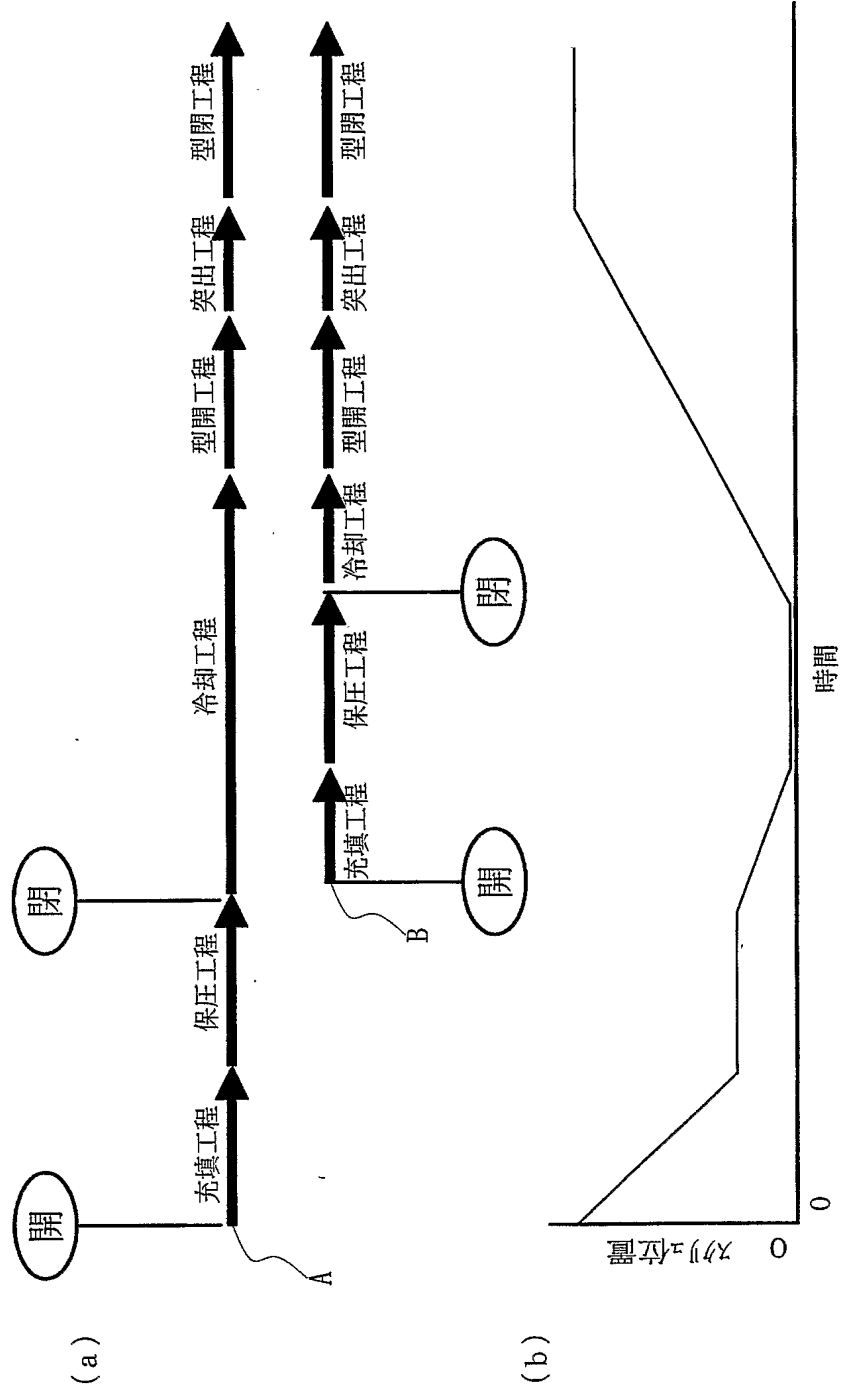 (a)
開
閉
充填工程
保圧工程
冷却工程
型開工程
突出工程
型閉工程
A
充填工程
保圧工程
冷却工程
型開工程
突出工程
型閉工程
B
開
閉
(b)
スクリュ位置
0
0
時間